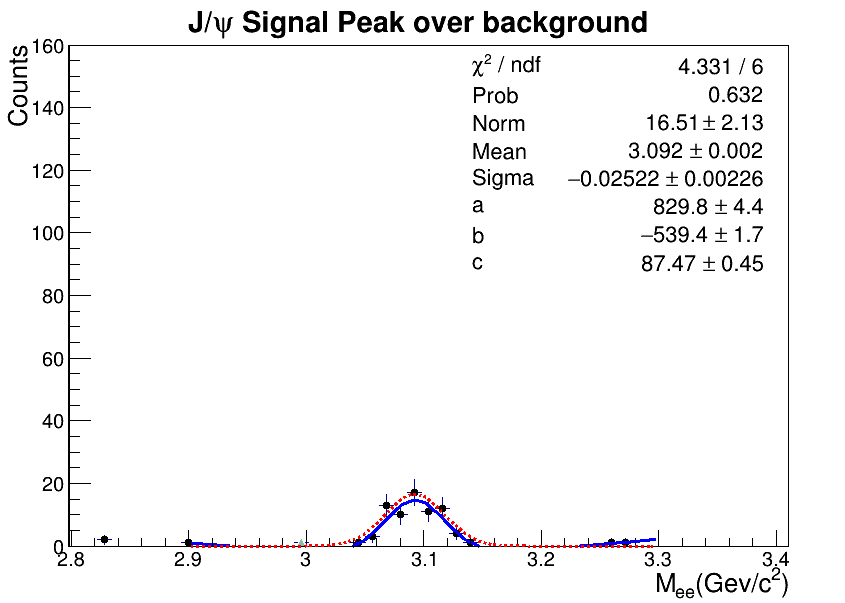 J/ψ Signal Peak over background
Counts
160
140
120
100
80
60
40
20
0
χ² / ndf 4.331 / 6
Prob 0.632
Norm 16.51 ± 2.13
Mean 3.092 ± 0.002
Sigma −0.02522 ± 0.00226
a 829.8 ± 4.4
b −539.4 ± 1.7
c 87.47 ± 0.45
2.8 2.9 3 3.1 3.2 3.3 3.4
Mee(Gev/c²)